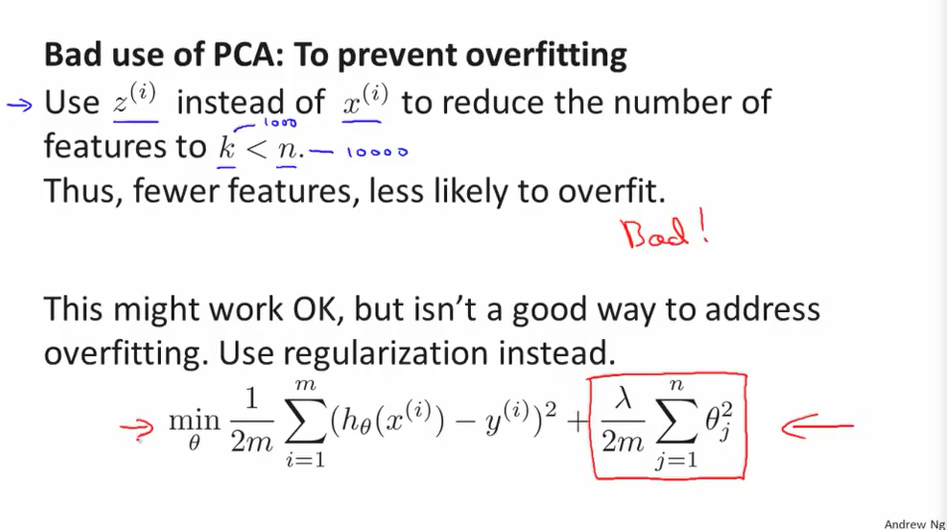 Bad use of PCA: To prevent overfitting
→ Use z^{(i)} instead of x^{(i)} to reduce the number of
1000
features to k < n. — 10000
Thus, fewer features, less likely to overfit.
Bad!
This might work OK, but isn’t a good way to address
overfitting. Use regularization instead.
→ \min_{\theta} \frac{1}{2m} \sum_{i=1}^{m} (h_{\theta}(x^{(i)}) - y^{(i)})^2 + \frac{\lambda}{2m} \sum_{j=1}^{n} \theta_j^2 ←
Andrew Ng